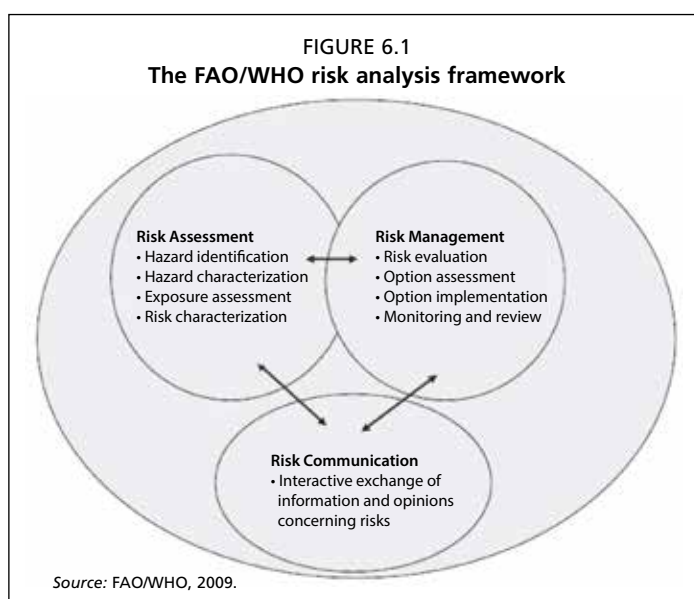 FIGURE 6.1
The FAO/WHO risk analysis framework
Risk Assessment
• Hazard identification
• Hazard characterization
• Exposure assessment
• Risk characterization
Risk Management
• Risk evaluation
• Option assessment
• Option implementation
• Monitoring and review
Risk Communication
• Interactive exchange of
information and opinions
concerning risks
Source: FAO/WHO, 2009.